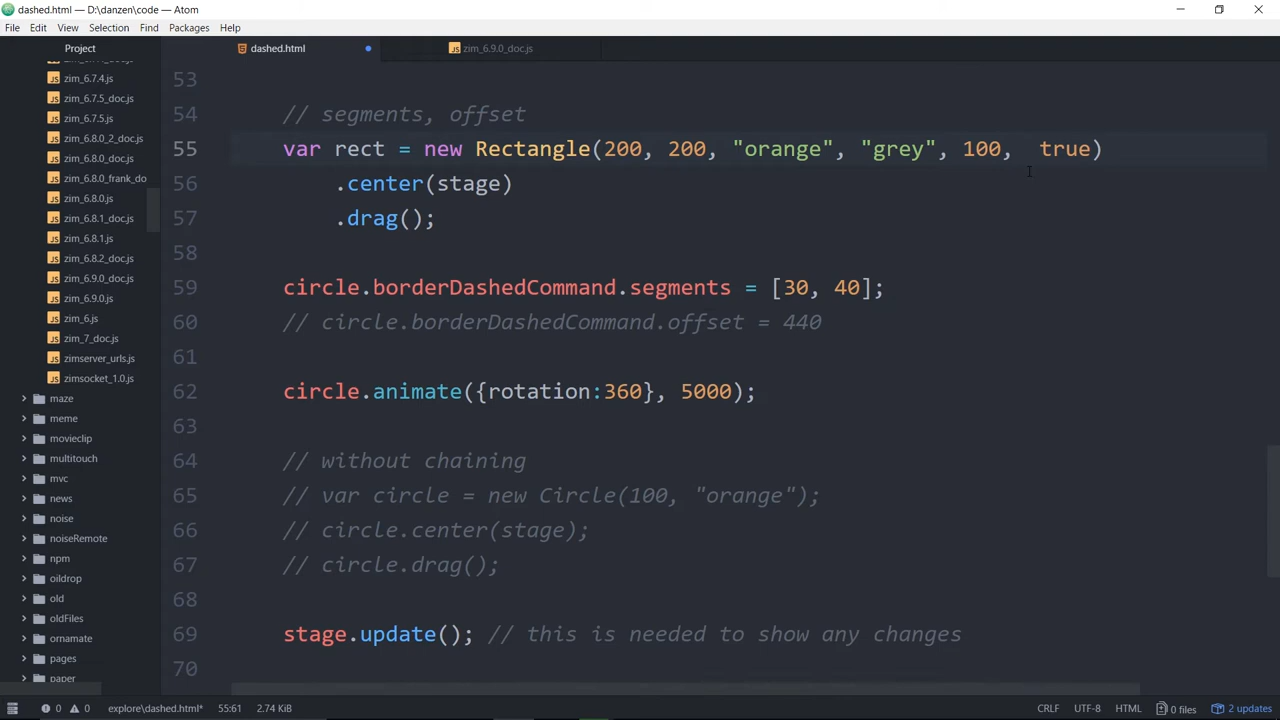 dashed.html — D:\danzen\code — Atom
File Edit View Selection Find Packages Help
Project
dashed.html
zim_6.9.0_doc.js
zim_6.7.4.js
zim_6.7.5_doc.js
zim_6.7.5.js
zim_6.8.0_2_doc.js
zim_6.8.0_doc.js
zim_6.8.0_frank_do
zim_6.8.0.js
zim_6.8.1_doc.js
zim_6.8.1.js
zim_6.8.2_doc.js
zim_6.9.0_doc.js
zim_6.9.0.js
zim_6.js
zim_7_doc.js
zimserver_urls.js
zimsocket_1.0.js
maze
meme
movieclip
multitouch
mvc
news
noise
noiseRemote
npm
oildrop
old
oldFiles
ornamate
pages
paper
53
54 // segments, offset
55 var rect = new Rectangle(200, 200, "orange", "grey", 100,  true)
56 .center(stage)
57 .drag();
58
59 circle.borderDashedCommand.segments = [30, 40];
60 // circle.borderDashedCommand.offset = 440
61
62 circle.animate({rotation:360}, 5000);
63
64 // without chaining
65 // var circle = new Circle(100, "orange");
66 // circle.center(stage);
67 // circle.drag();
68
69 stage.update(); // this is needed to show any changes
70
0 0 explore\dashed.html* 55:61 2.74 KiB CRLF UTF-8 HTML 0 files 2 updates